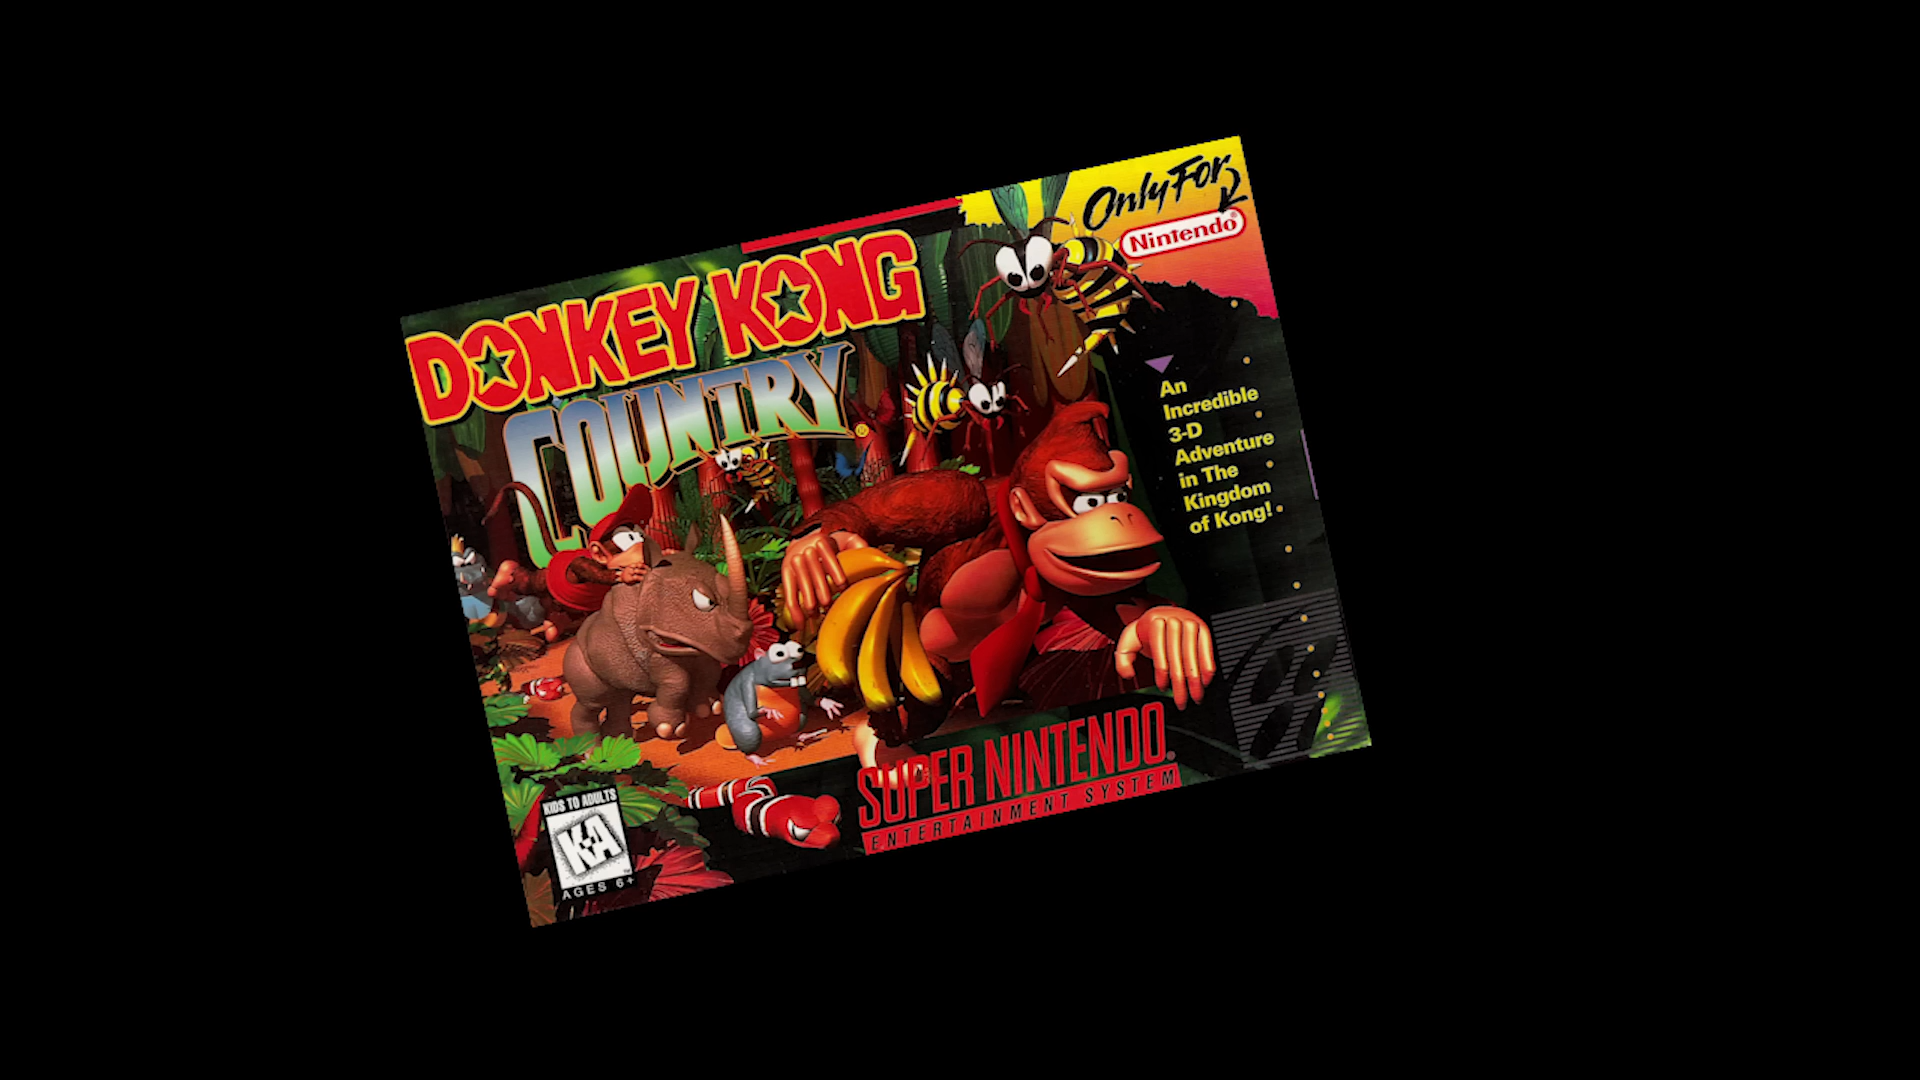 Only For
Nintendo®
DONKEY KONG
COUNTRY
An
Incredible
3-D
Adventure
in The
Kingdom
of Kong!
SUPER NINTENDO®
ENTERTAINMENT SYSTEM
KIDS TO ADULTS
K-A
AGES 6+